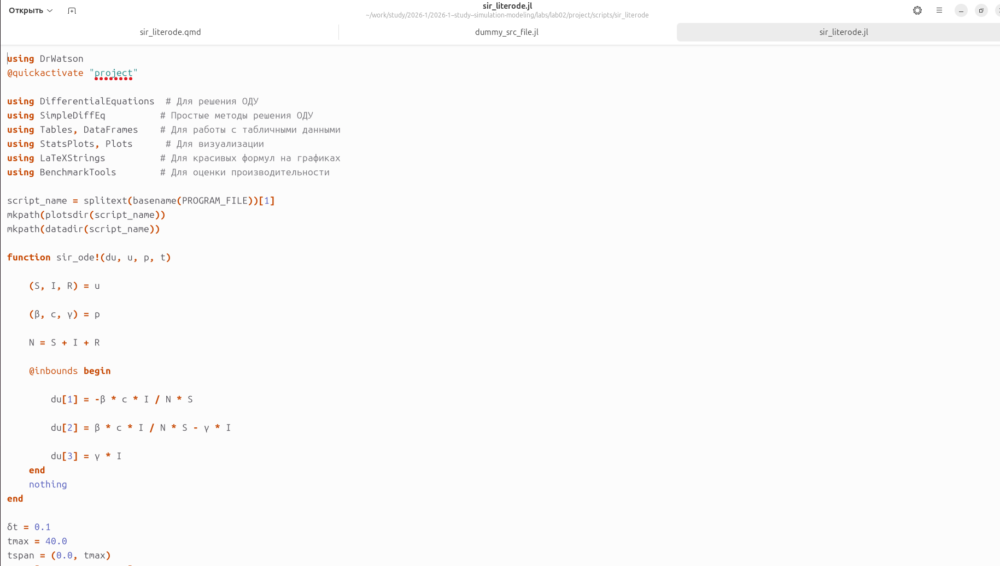 Открыть
sir_literode.jl
~/work/study/2026-1/2026-1--study--simulation-modeling/labs/lab02/project/scripts/sir_literode
sir_literode.qmd
dummy_src_file.jl
sir_literode.jl
using DrWatson
@quickactivate "project"
using DifferentialEquations  # Для решения ОДУ
using SimpleDiffEq          # Простые методы решения ОДУ
using Tables, DataFrames    # Для работы с табличными данными
using StatsPlots, Plots      # Для визуализации
using LaTeXStrings          # Для красивых формул на графиках
using BenchmarkTools        # Для оценки производительности
script_name = splitext(basename(PROGRAM_FILE))[1]
mkpath(plotsdir(script_name))
mkpath(datadir(script_name))
function sir_ode!(du, u, p, t)
    (S, I, R) = u
    (β, c, γ) = p
    N = S + I + R
    @inbounds begin
        du[1] = -β * c * I / N * S
        du[2] = β * c * I / N * S - γ * I
        du[3] = γ * I
    end
    nothing
end
δt = 0.1
tmax = 40.0
tspan = (0.0, tmax)